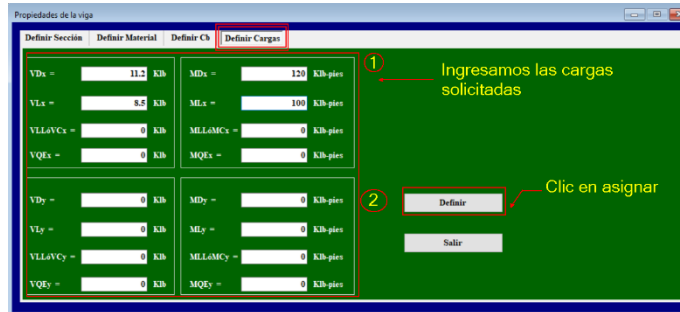 Propiedades de la viga
Definir Sección Definir Material Definir Cb Definir Cargas
VDx = 11.2 Klb MDx = 120 Klb-pies
VLx = 8.5 Klb MLx = 100 Klb-pies
VLLóVCx = 0 Klb MLLóMCx = 0 Klb-pies
VQEx = 0 Klb MQEx = 0 Klb-pies
1
Ingresamos las cargas
solicitadas
VDy = 0 Klb MDy = 0 Klb-pies
VLy = 0 Klb MLy = 0 Klb-pies
VLLóVCy = 0 Klb MLLóMCy = 0 Klb-pies
VQEy = 0 Klb MQEy = 0 Klb-pies
2
Definir
Clic en asignar
Salir